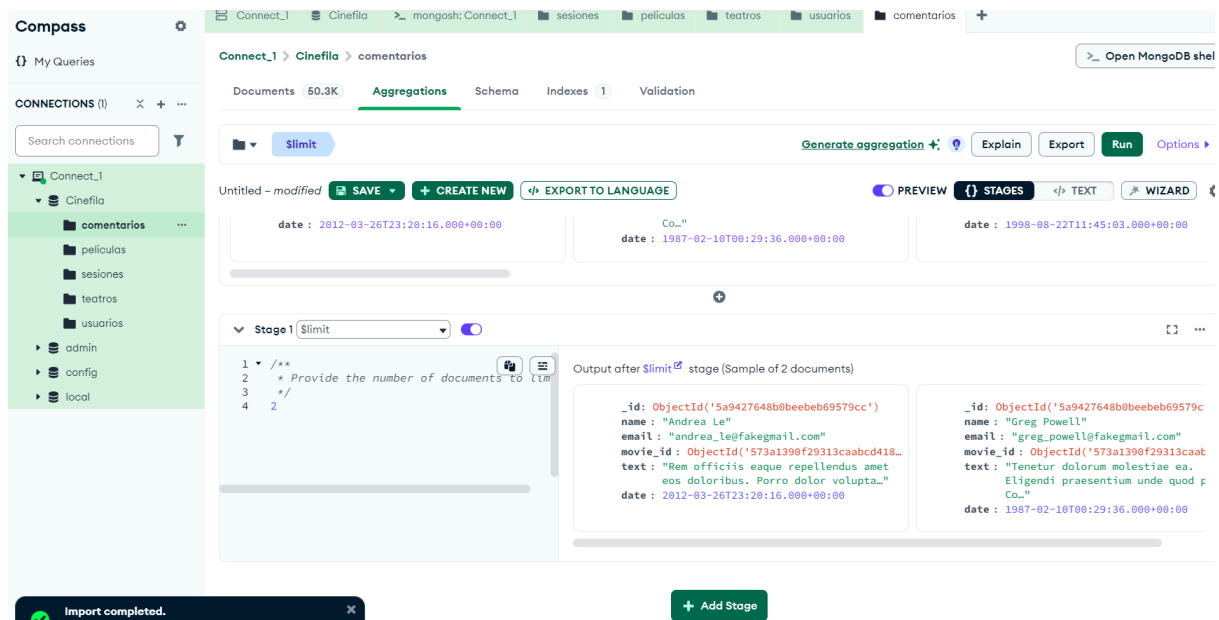 Compass
{} My Queries
CONNECTIONS (1)
Search connections
Connect_1
Cinefila
comentarios
peliculas
sesiones
teatros
usuarios
admin
config
local
Import completed.
Connect_1 Cinefila >_ mongosh: Connect_1 sesiones peliculas teatros usuarios comentarios +
Connect_1 > Cinefila > comentarios
>_ Open MongoDB shel
Documents 50.3K Aggregations Schema Indexes 1 Validation
$limit Generate aggregation Explain Export Run Options
Untitled – modified SAVE + CREATE NEW </> EXPORT TO LANGUAGE PREVIEW {} STAGES </> TEXT WIZARD
date : 2012-03-26T23:20:16.000+00:00
Co…"
date : 1987-02-10T00:29:36.000+00:00
date : 1998-08-22T11:45:03.000+00:00
Stage 1 $limit
1 /**
2 * Provide the number of documents to lim
3 */
4 2
Output after $limit stage (Sample of 2 documents)
_id: ObjectId('5a9427648b0beebeb69579cc')
name : "Andrea Le"
email : "andrea_le@fakegmail.com"
movie_id : ObjectId('573a1390f29313caabcd418…
text : "Rem officiis eaque repellendus amet
eos doloribus. Porro dolor volupta…"
date : 2012-03-26T23:20:16.000+00:00
_id: ObjectId('5a9427648b0beebeb69579c
name : "Greg Powell"
email : "greg_powell@fakegmail.com"
movie_id : ObjectId('573a1390f29313caab
text : "Tenetur dolorum molestiae ea.
Eligendi praesentium unde quod p
Co…"
date : 1987-02-10T00:29:36.000+00:00
+ Add Stage